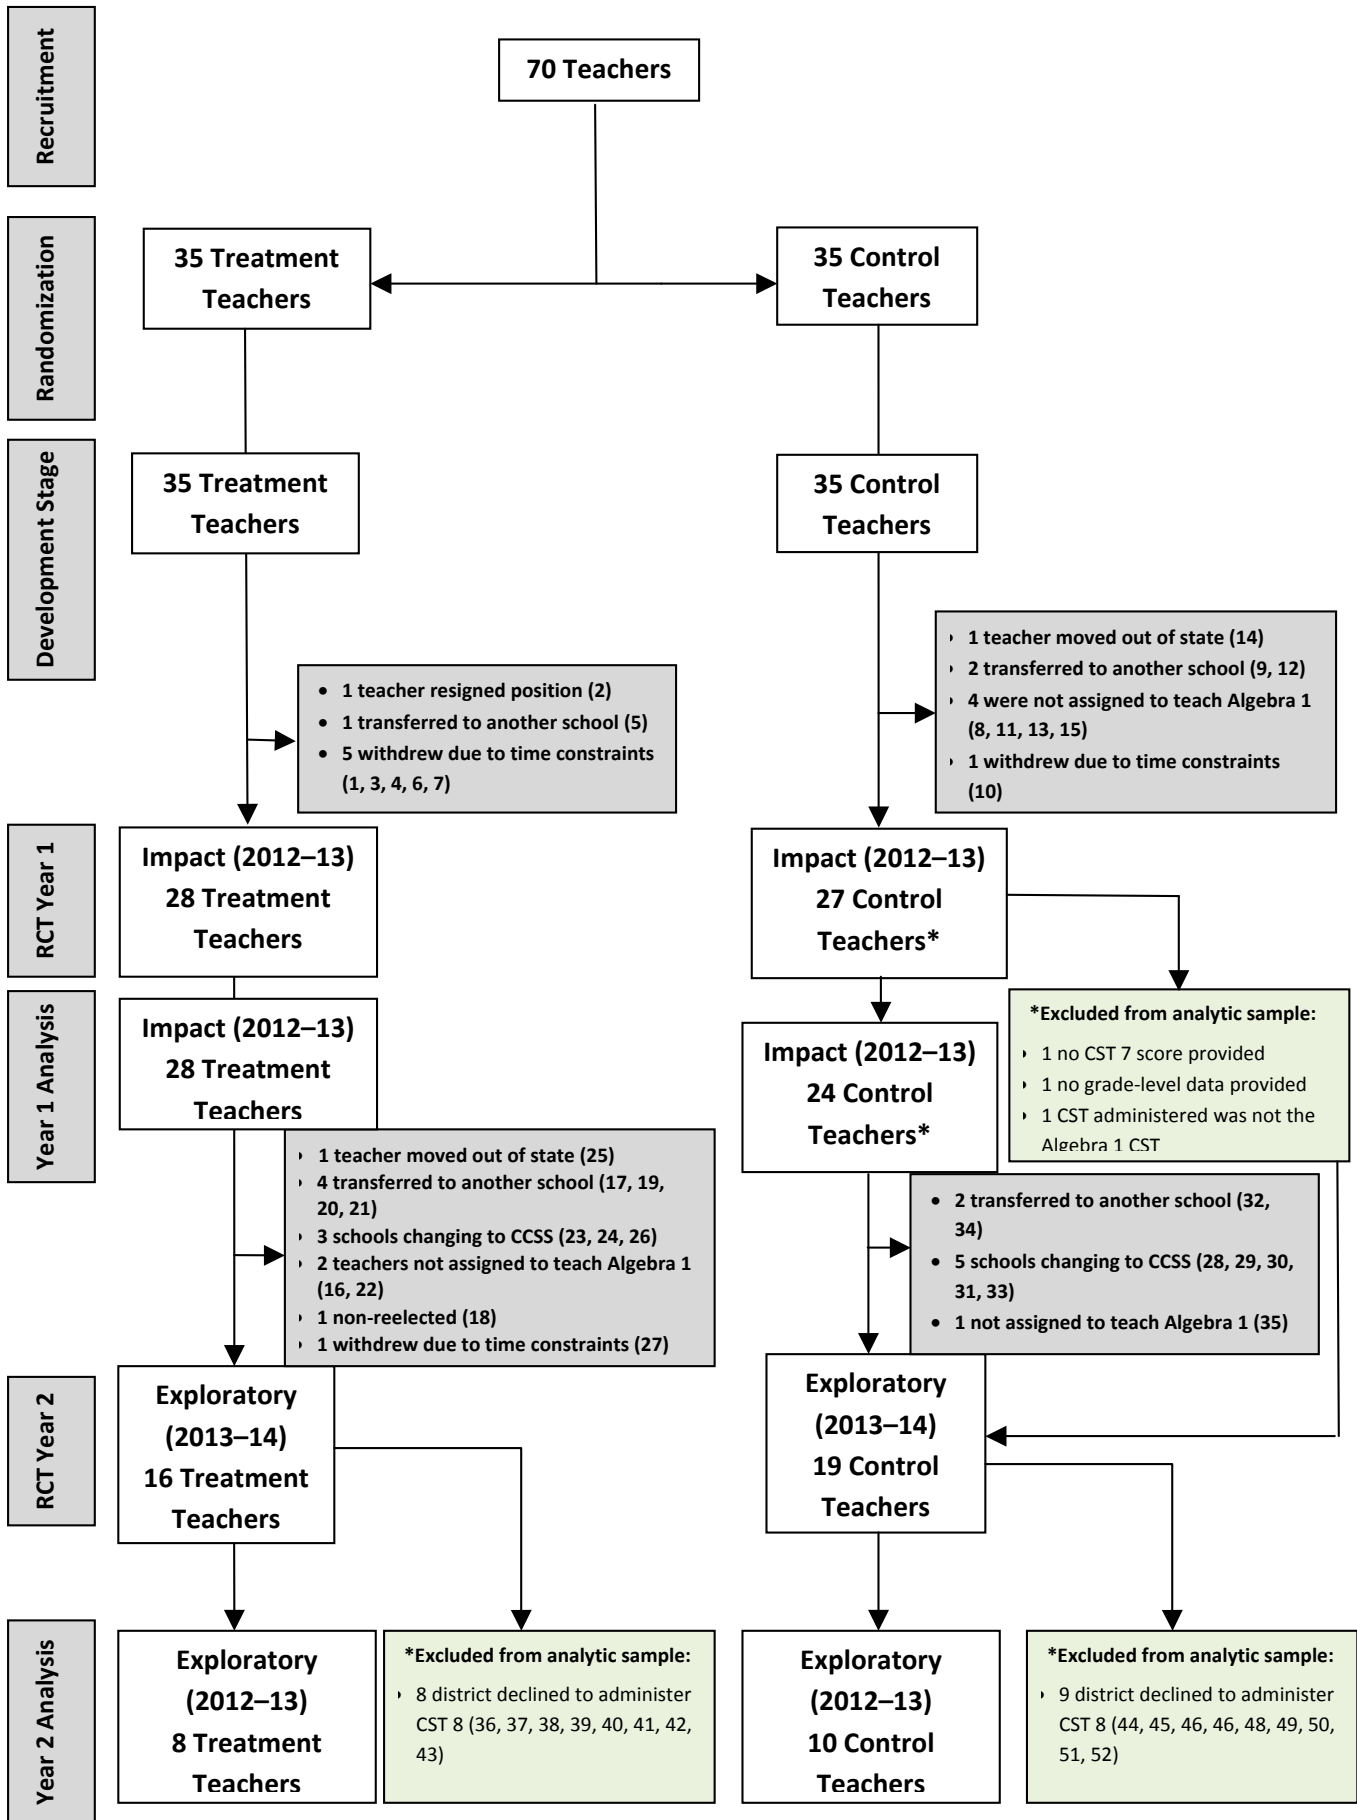 Recruitment
70 Teachers
Randomization
35 Treatment
Teachers
35 Control
Teachers
Development Stage
35 Treatment
Teachers
35 Control
Teachers
• 1 teacher resigned position (2)
• 1 transferred to another school (5)
• 5 withdrew due to time constraints
(1, 3, 4, 6, 7)
1 teacher moved out of state (14)
2 transferred to another school (9, 12)
4 were not assigned to teach Algebra 1
(8, 11, 13, 15)
1 withdrew due to time constraints
(10)
RCT Year 1
Impact (2012–13)
28 Treatment
Teachers
Impact (2012–13)
27 Control
Teachers*
Year 1 Analysis
Impact (2012–13)
28 Treatment
Teachers
Impact (2012–13)
24 Control
Teachers*
*Excluded from analytic sample:
1 no CST 7 score provided
1 no grade-level data provided
1 CST administered was not the
Algebra 1 CST
1 teacher moved out of state (25)
4 transferred to another school (17, 19,
20, 21)
3 schools changing to CCSS (23, 24, 26)
2 teachers not assigned to teach Algebra 1
(16, 22)
1 non-reelected (18)
1 withdrew due to time constraints (27)
• 2 transferred to another school (32,
34)
• 5 schools changing to CCSS (28, 29, 30,
31, 33)
• 1 not assigned to teach Algebra 1 (35)
RCT Year 2
Exploratory
(2013–14)
16 Treatment
Teachers
Exploratory
(2013–14)
19 Control
Teachers
Year 2 Analysis
Exploratory
(2012–13)
8 Treatment
Teachers
*Excluded from analytic sample:
8 district declined to administer
CST 8 (36, 37, 38, 39, 40, 41, 42,
43)
Exploratory
(2012–13)
10 Control
Teachers
*Excluded from analytic sample:
9 district declined to administer
CST 8 (44, 45, 46, 46, 48, 49, 50,
51, 52)